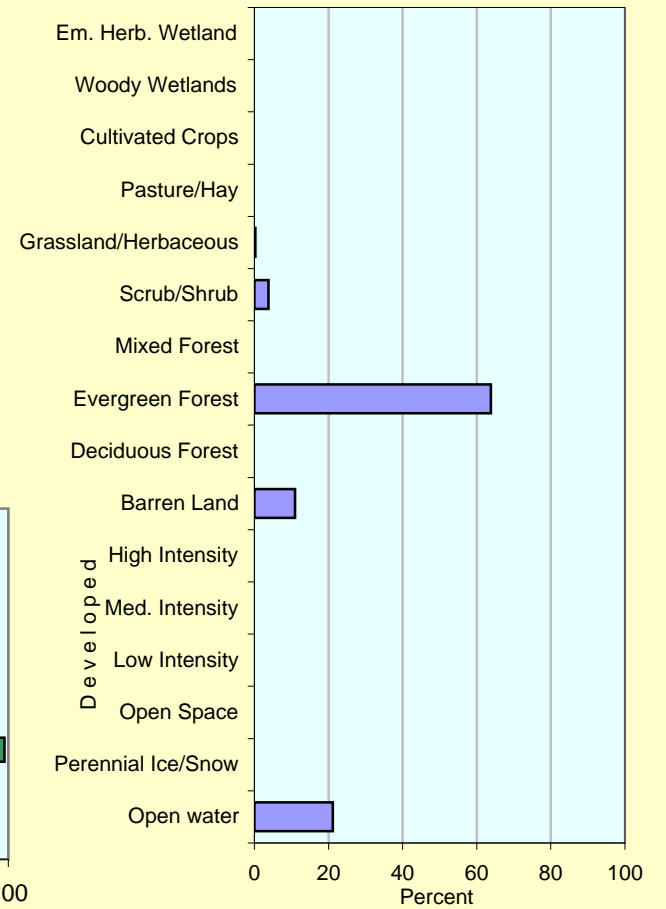 Em. Herb. Wetland
Woody Wetlands
Cultivated Crops
Pasture/Hay
Grassland/Herbaceous
Scrub/Shrub
Mixed Forest
Evergreen Forest
Deciduous Forest
Barren Land
Developed
High Intensity
Med. Intensity
Low Intensity
Open Space
Perennial Ice/Snow
Open water
0 20 40 60 80 100
Percent
00